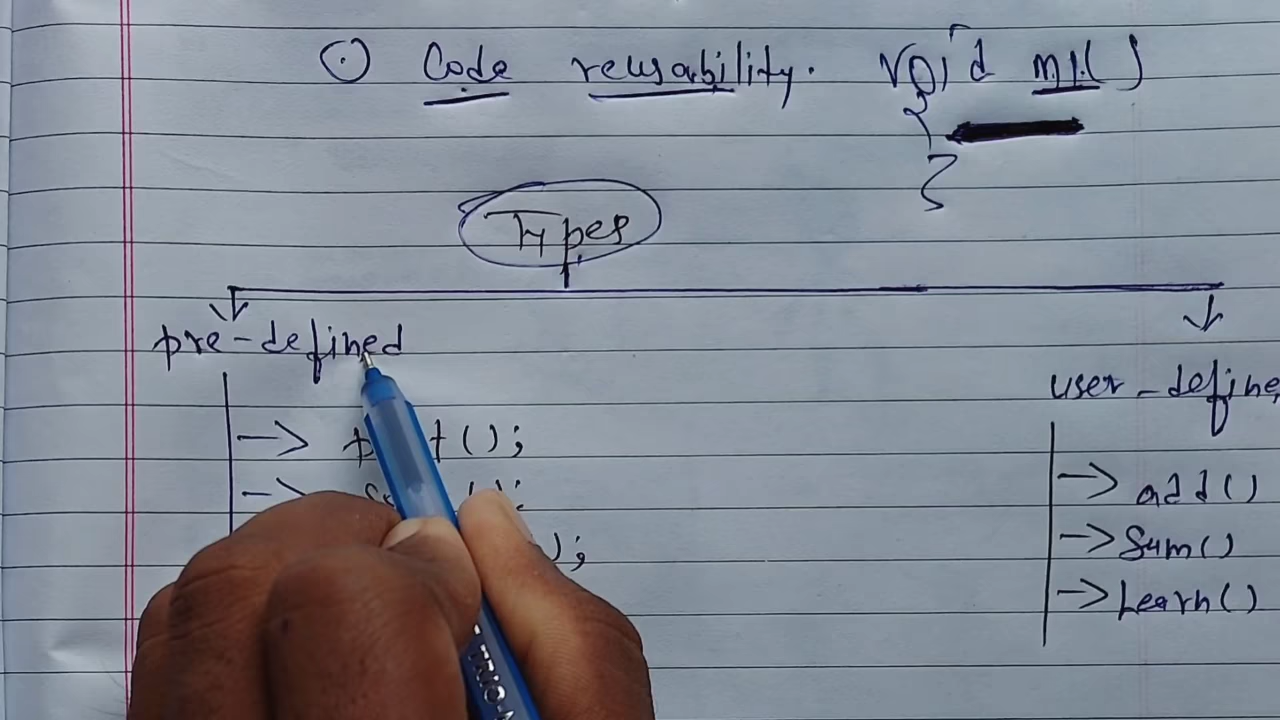 ⊙ Code reusability. void m1()
{
}
Types
pre-defined
user-define
→ add()
→ Sum()
→ Learn()